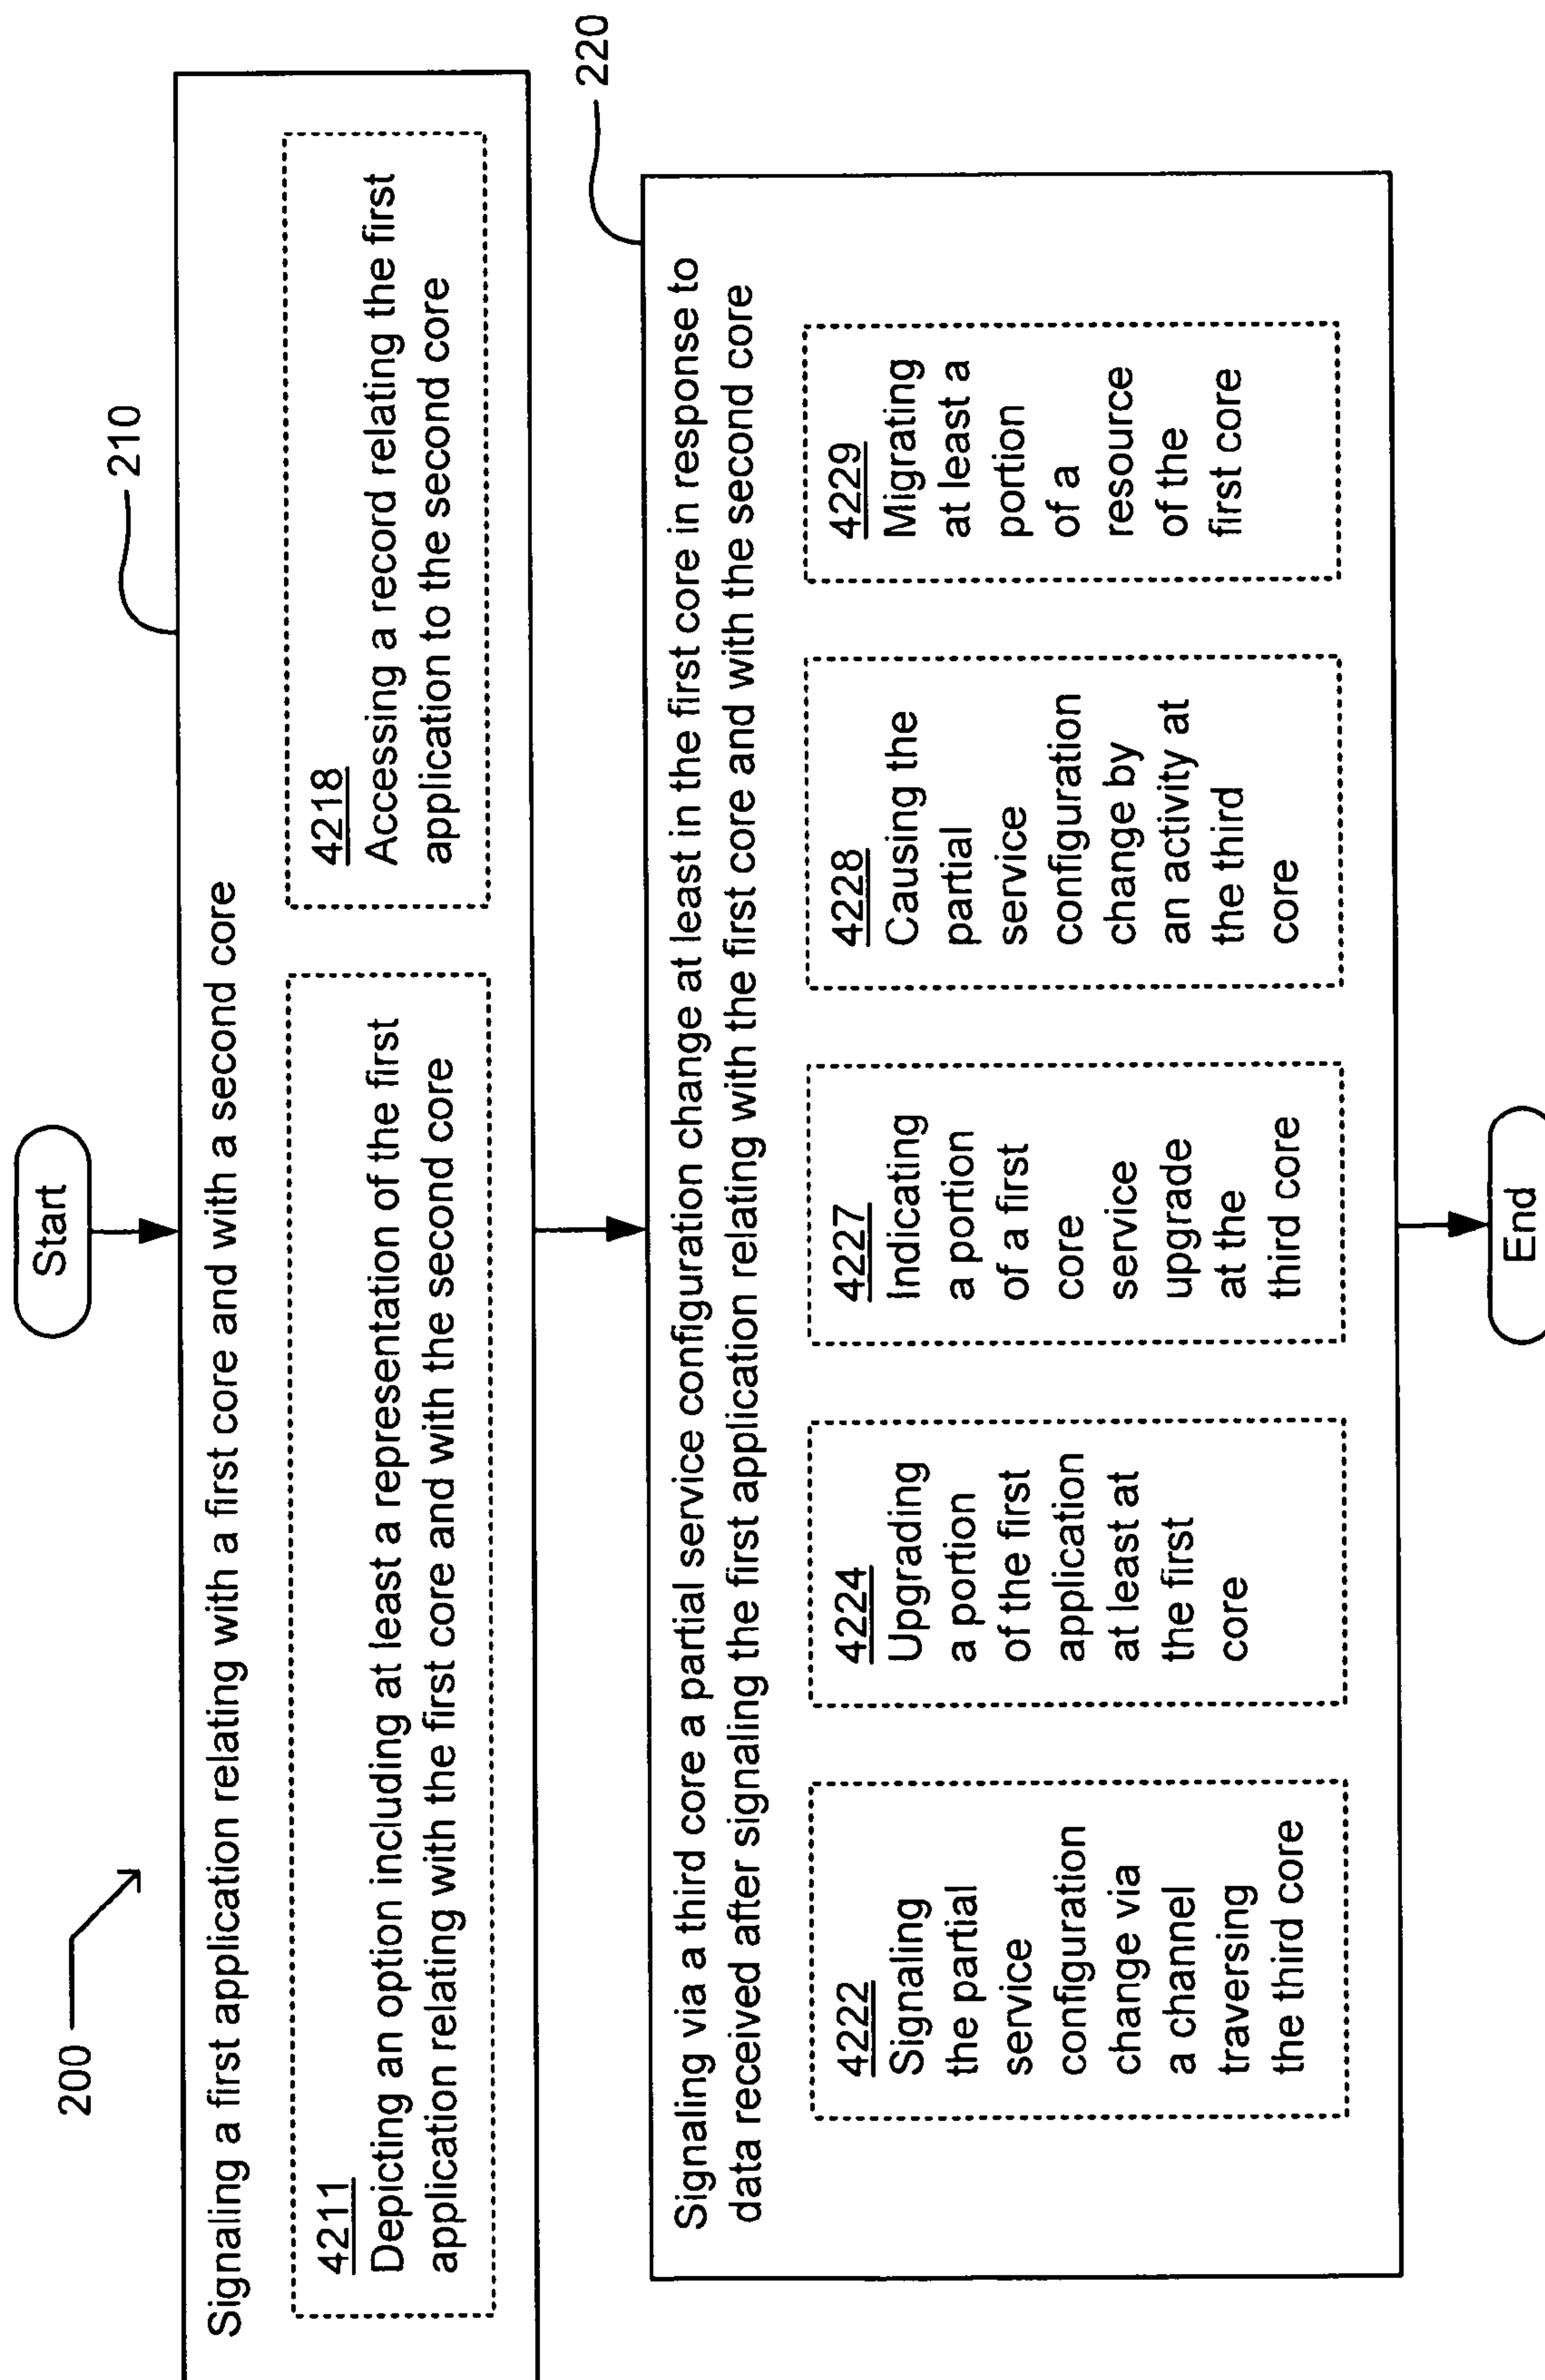 200
Start
210
Signaling a first application relating with a first core and with a second core
4211
Depicting an option including at least a representation of the first
application relating with the first core and with the second core
4218
Accessing a record relating the first
application to the second core
220
Signaling via a third core a partial service configuration change at least in the first core in response to
data received after signaling the first application relating with the first core and with the second core
4222
Signaling
the partial
service
configuration
change via
a channel
traversing
the third core
4224
Upgrading
a portion
of the first
application
at least at
the first
core
4227
Indicating
a portion
of a first
core
service
upgrade
at the
third core
4228
Causing the
partial
service
configuration
change by
an activity at
the third
core
4229
Migrating
at least a
portion
of a
resource
of the
first core
End